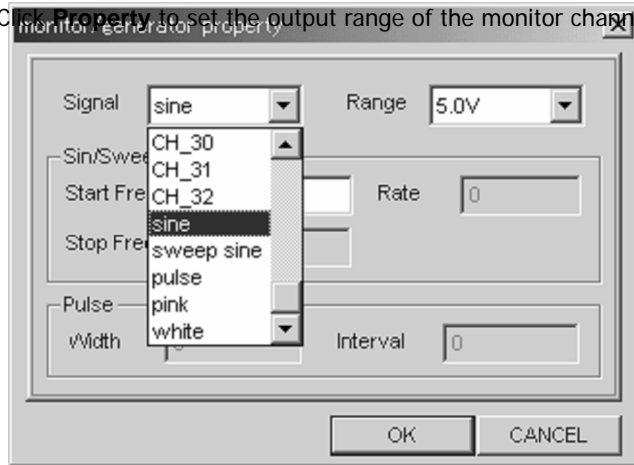 Click Property to set the output range of the monitor chann
monitor/generator property
Signal sine Range 5.0V
CH_30
Sin/Swee
CH_31
Start Fre CH_32 Rate 0
sine
Stop Fre sweep sine
pulse
Pulse pink
white
Width Interval 0
OK CANCEL